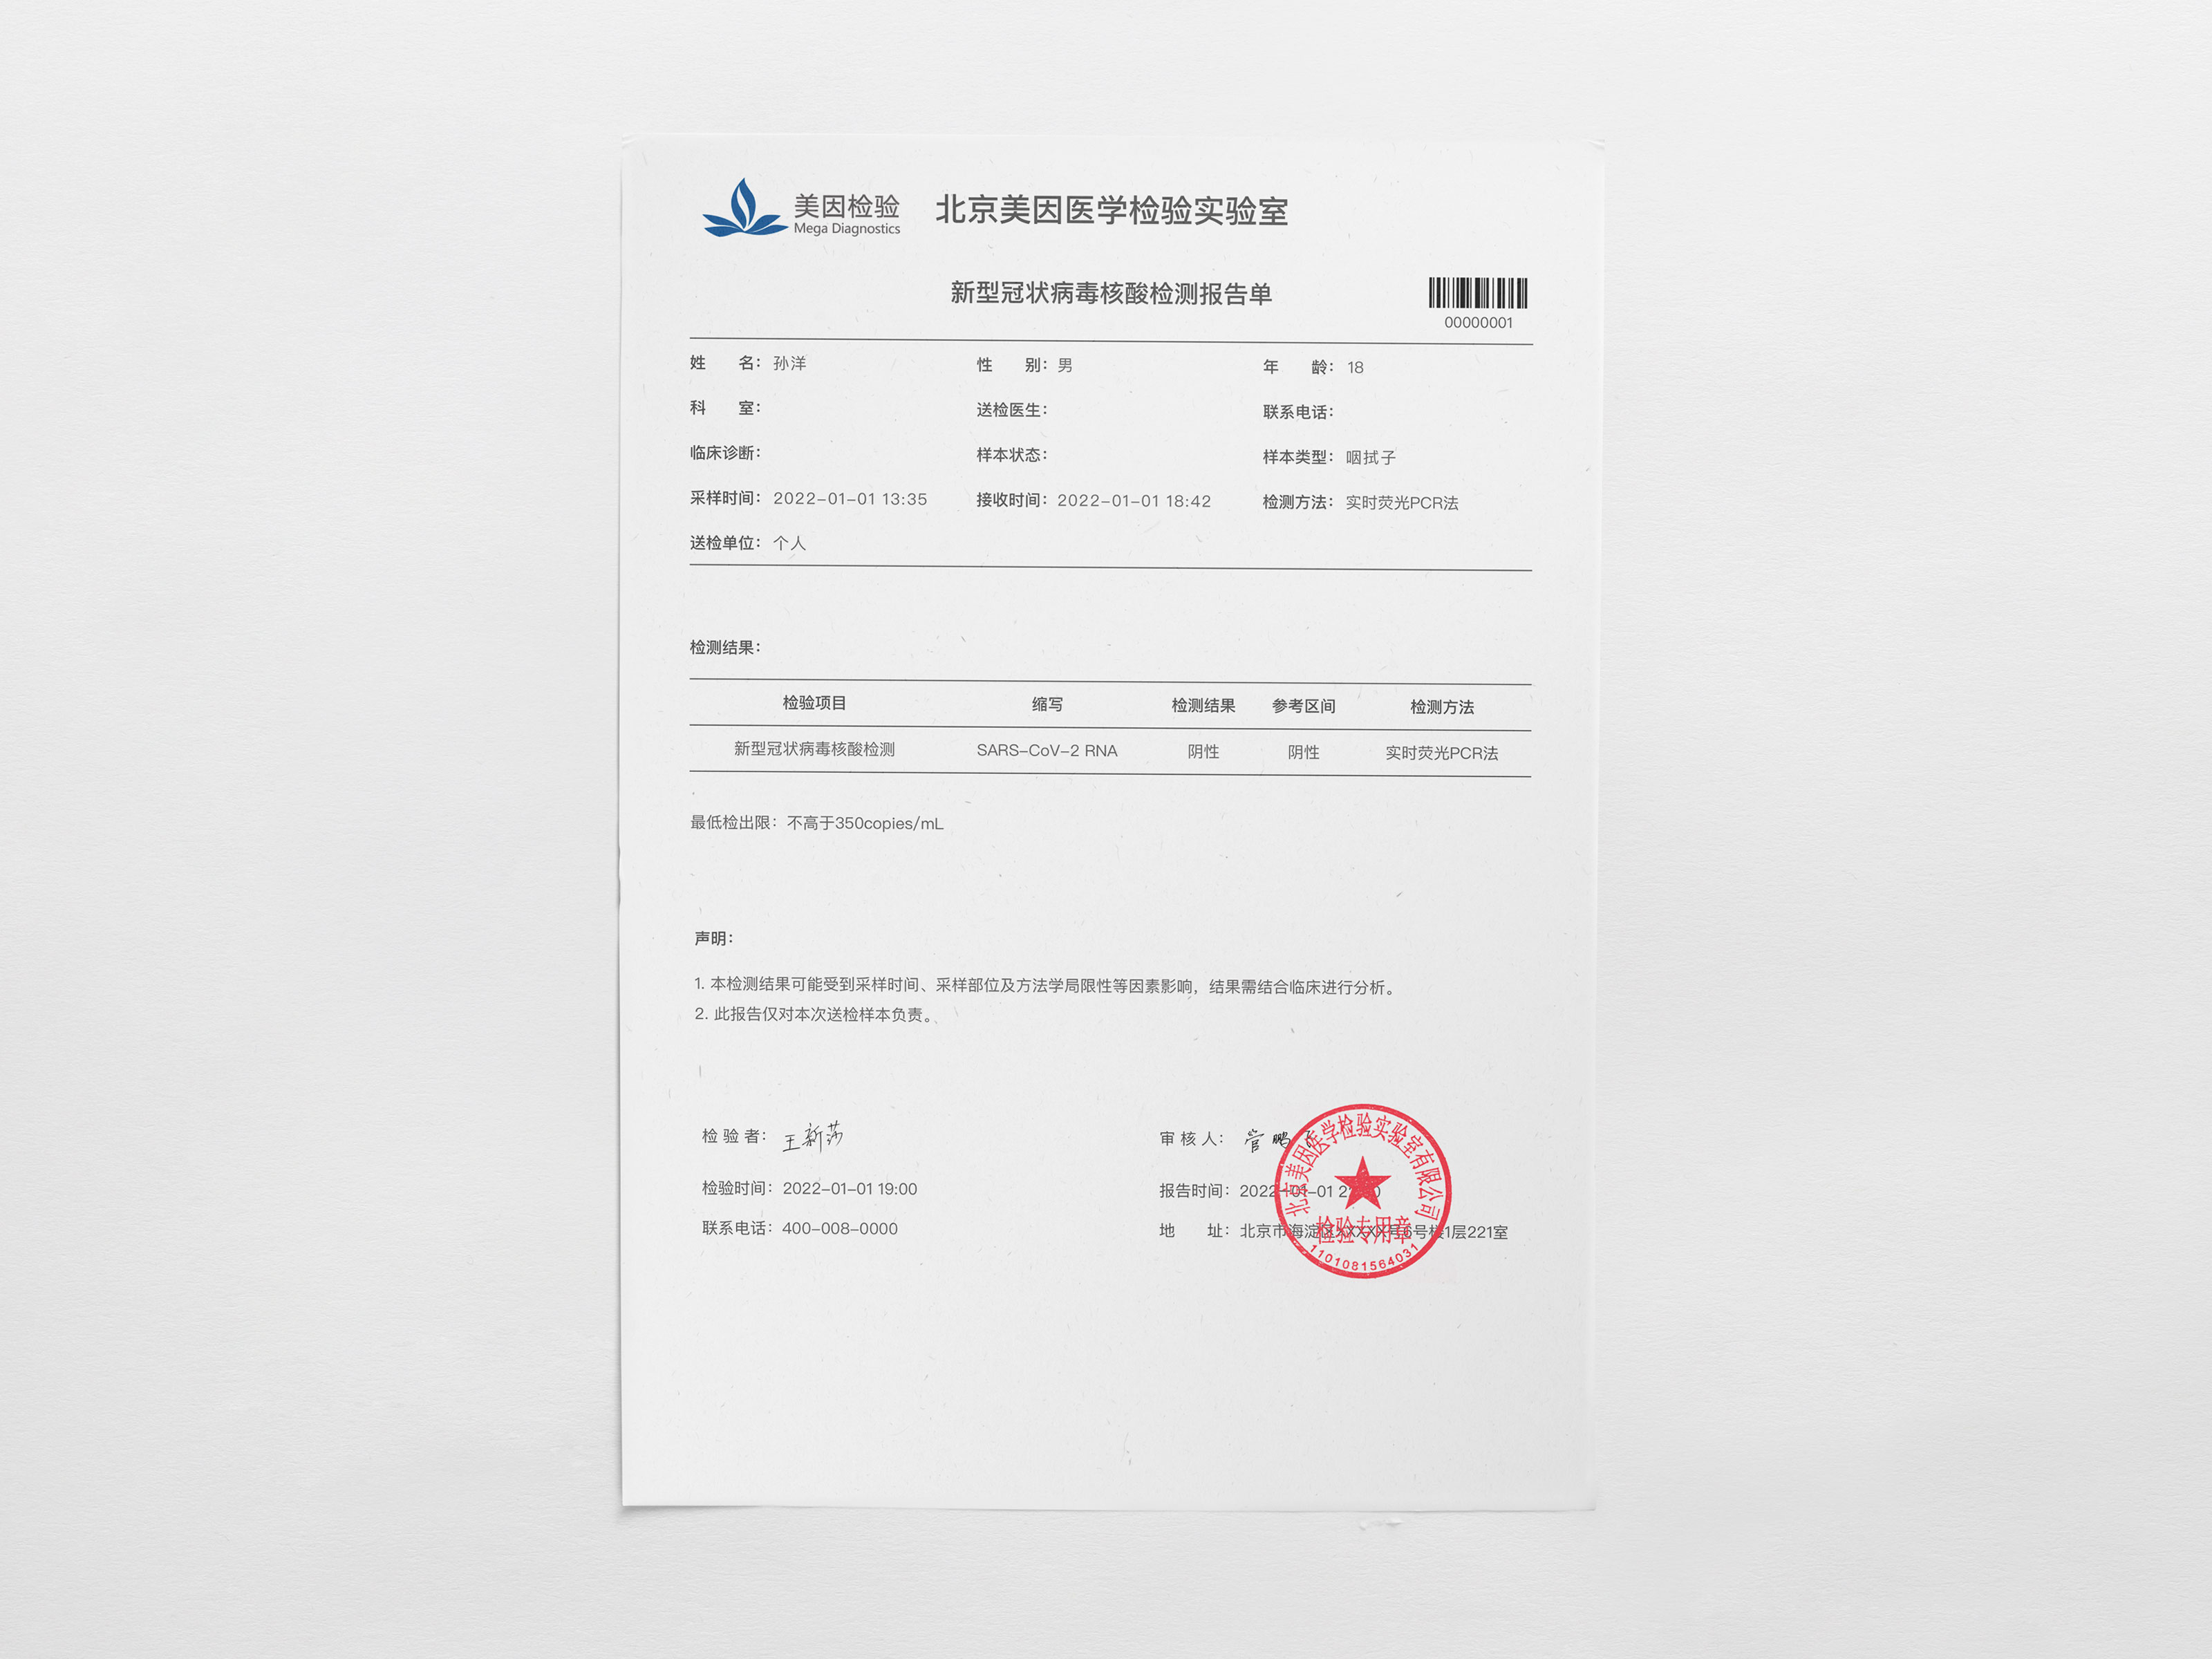 美因检验
Mega Diagnostics
北京美因医学检验实验室
新型冠状病毒核酸检测报告单
00000001
姓 名：孙洋 性 别：男 年 龄：18
科 室： 送检医生： 联系电话：
临床诊断： 样本状态： 样本类型：咽拭子
采样时间：2022-01-01 13:35 接收时间：2022-01-01 18:42 检测方法：实时荧光PCR法
送检单位：个人
检测结果：
检验项目 缩写 检测结果 参考区间 检测方法
新型冠状病毒核酸检测 SARS-CoV-2 RNA 阴性 阴性 实时荧光PCR法
最低检出限：不高于350copies/mL
声明：
1. 本检测结果可能受到采样时间、采样部位及方法学局限性等因素影响，结果需结合临床进行分析。
2. 此报告仅对本次送检样本负责。
检 验 者：王新莎 审 核 人：管鹏
检验时间：2022-01-01 19:00 报告时间：2022-01-01
联系电话：400-008-0000 地 址：北京市海淀区XXXX号6号楼1层221室
北京美因医学检验实验室有限公司
检验专用章
1101081564031